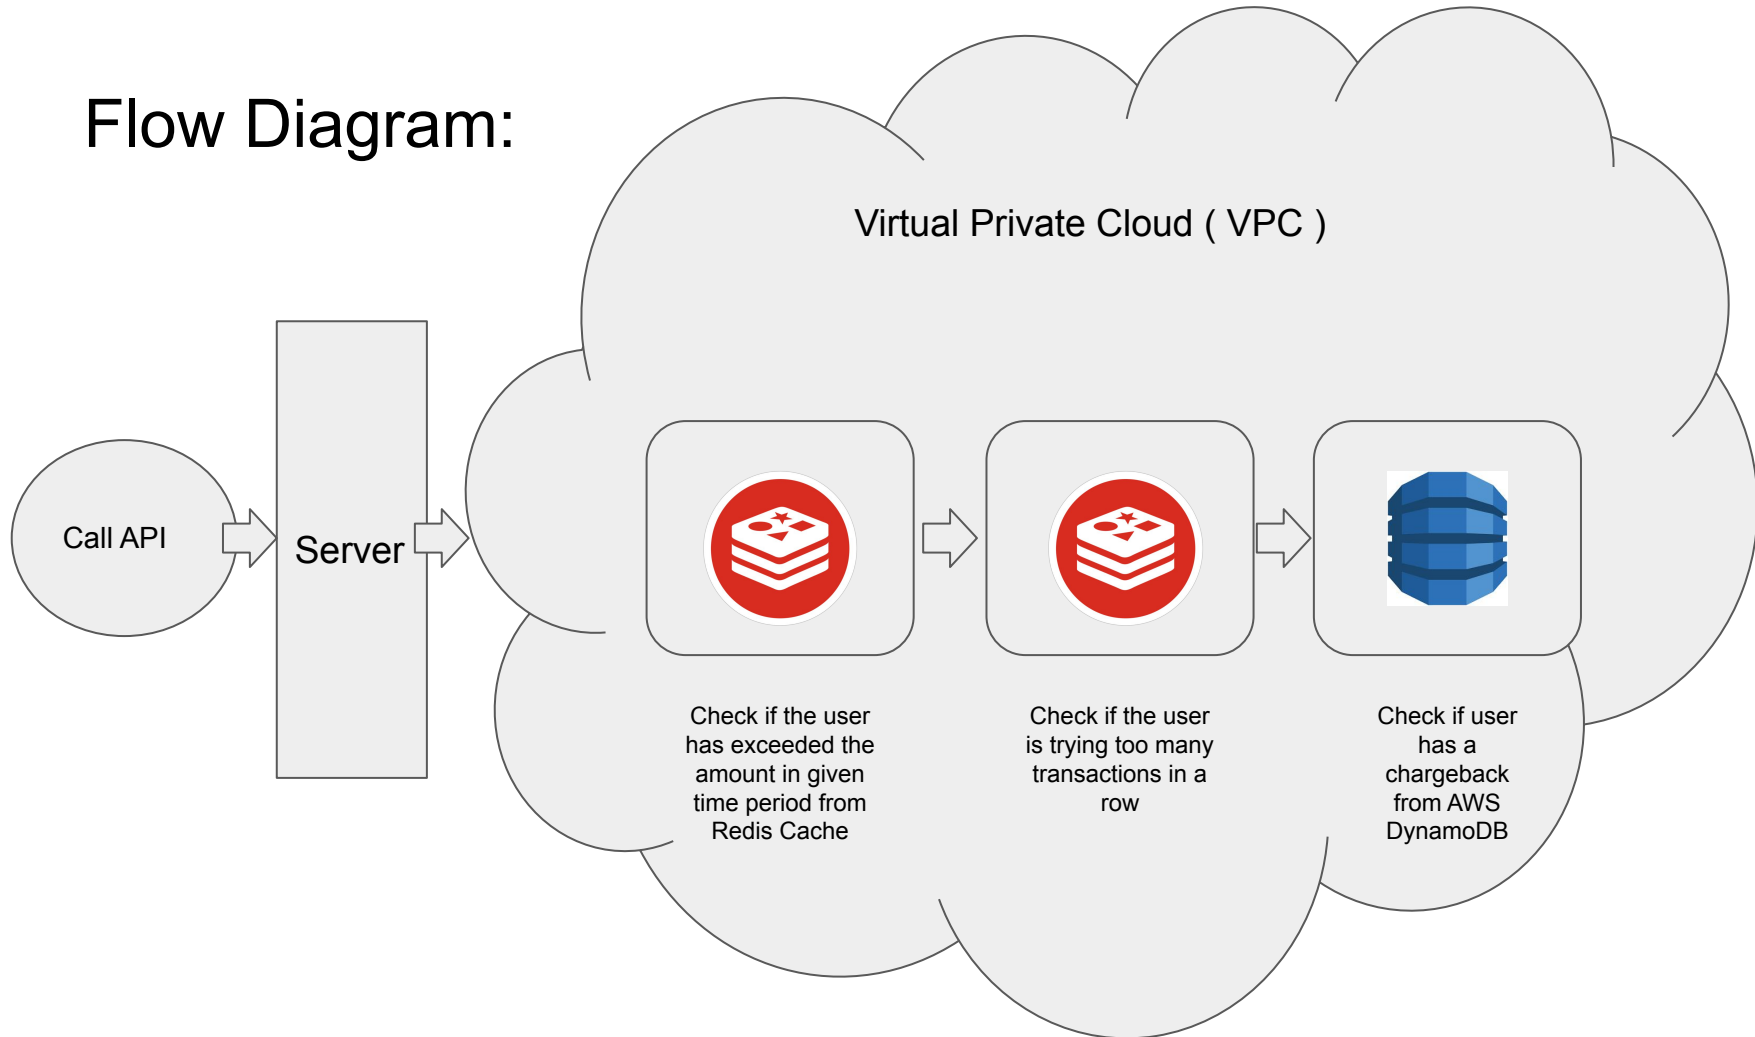 Flow Diagram:
Virtual Private Cloud ( VPC )
Call API
Server
Check if the user
has exceeded the
amount in given
time period from
Redis Cache
Check if the user
is trying too many
transactions in a
row
Check if user
has a
chargeback
from AWS
DynamoDB